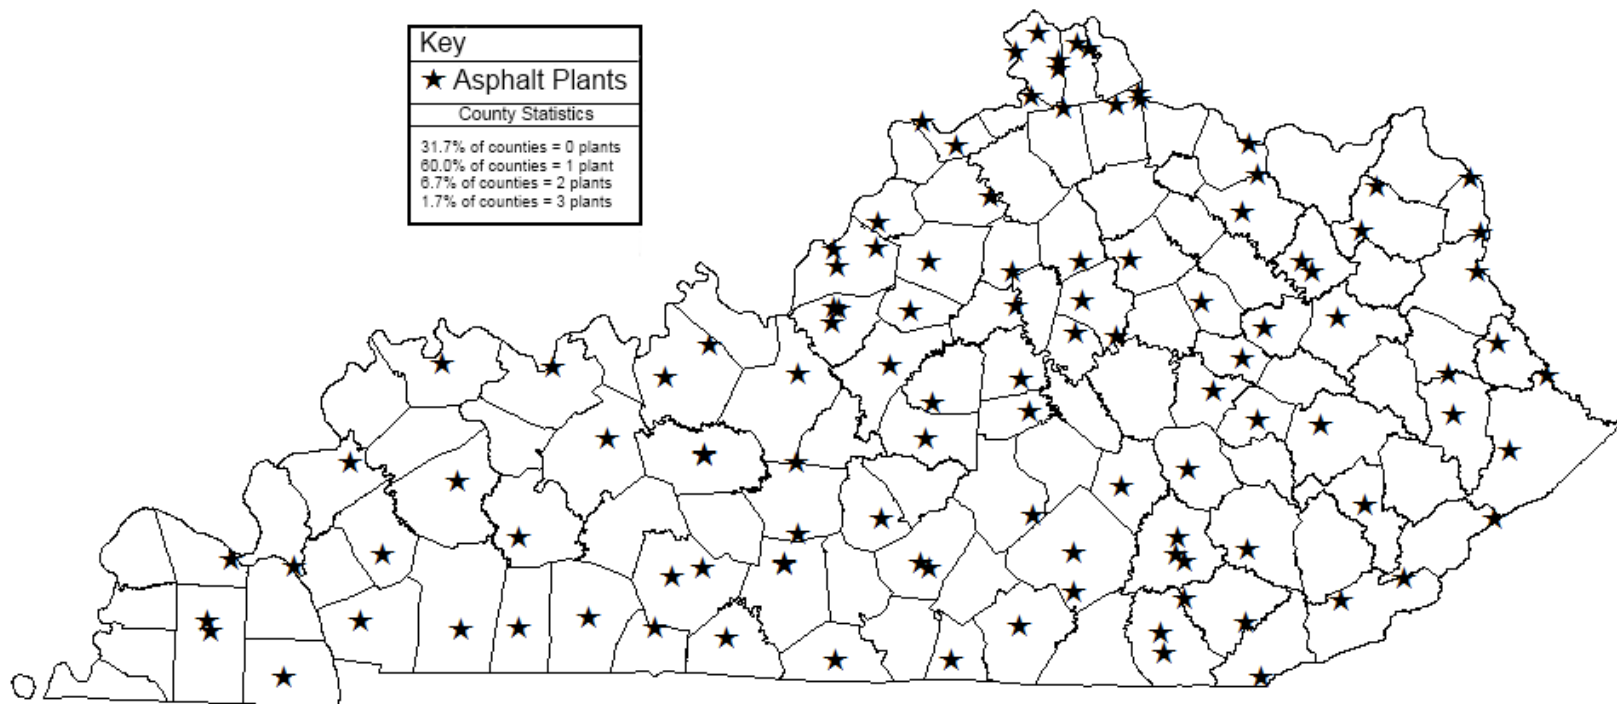 Key
★ Asphalt Plants
County Statistics
31.7% of counties = 0 plants
60.0% of counties = 1 plant
6.7% of counties = 2 plants
1.7% of counties = 3 plants